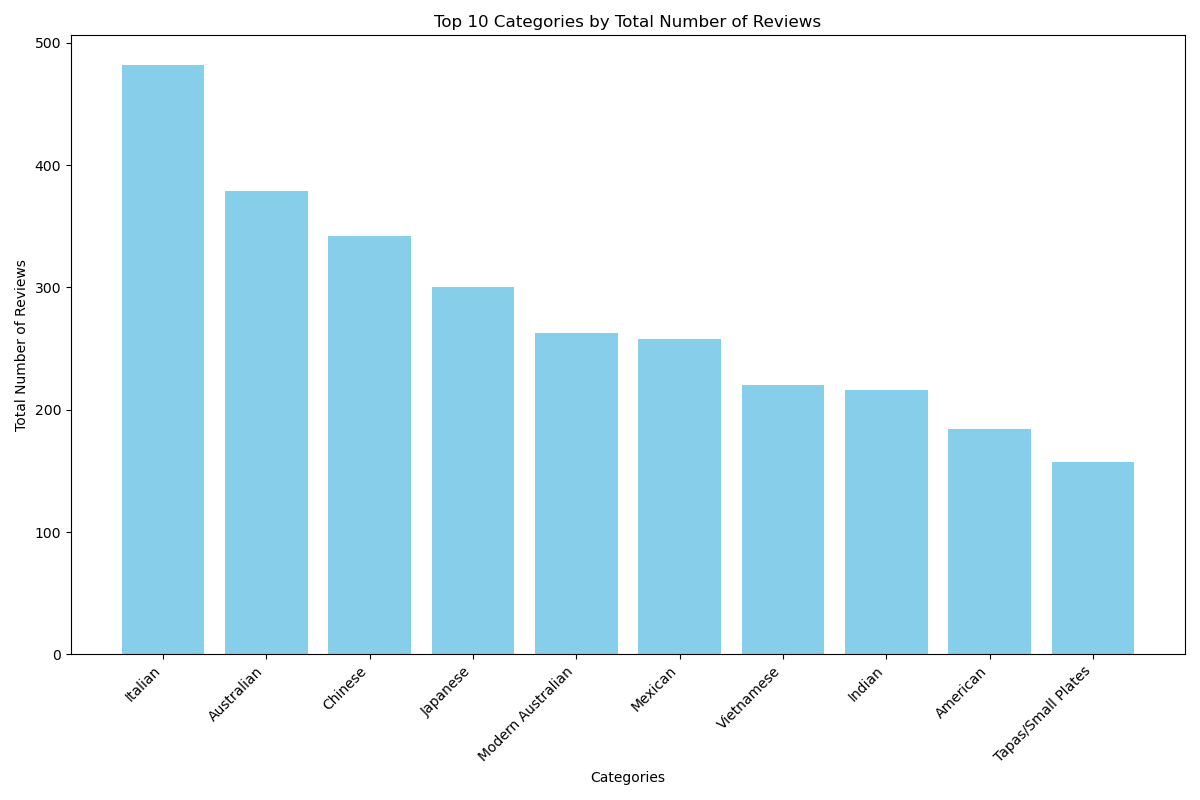 Top 10 Categories by Total Number of Reviews
500
400
300
200
100
0
Total Number of Reviews
Italian
Australian
Chinese
Japanese
Modern Australian
Mexican
Vietnamese
Indian
American
Tapas/Small Plates
Categories